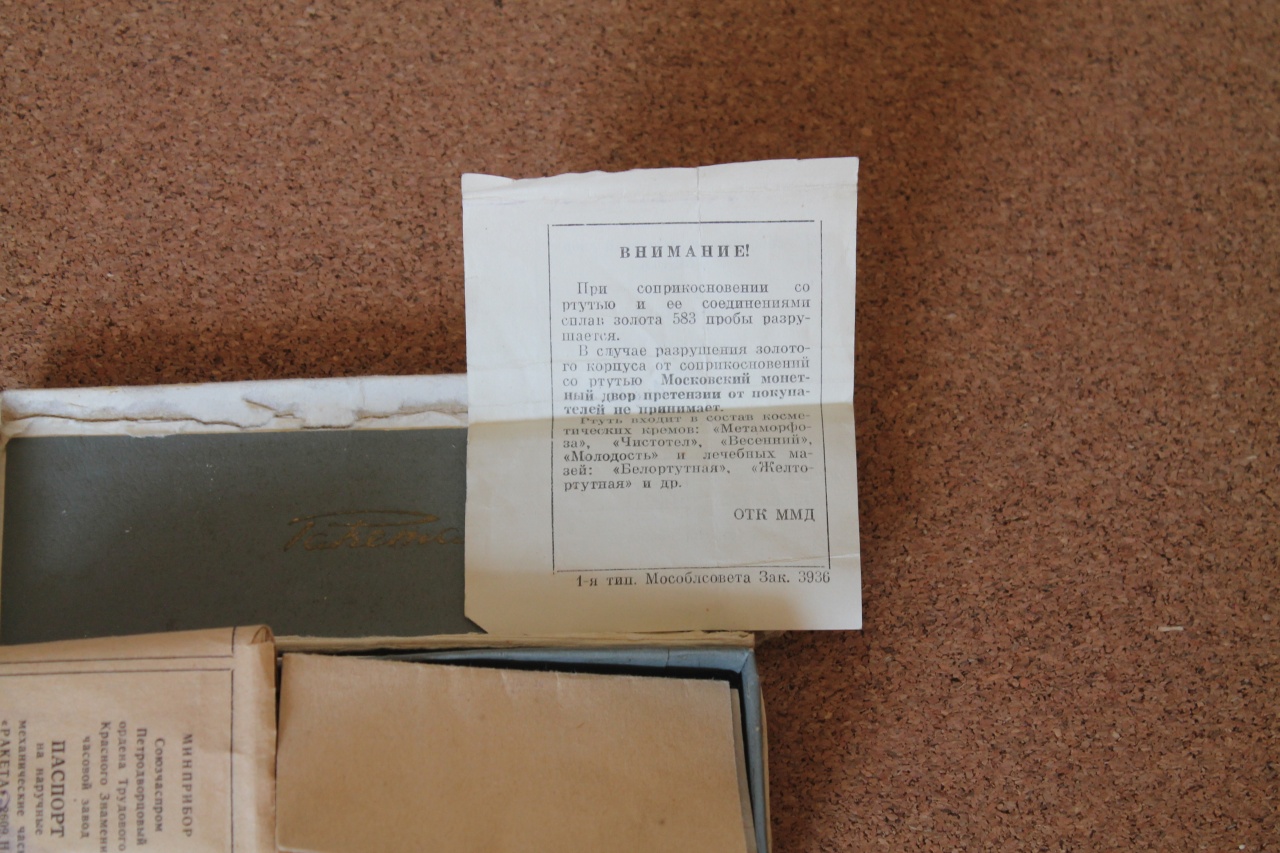 ВНИМАНИЕ!
При соприкосновении со
ртутью и ее соединениями
сплав золота 583 пробы разру-
шается.
В случае разрушения золото-
го корпуса от соприкосновений
со ртутью Московский монет-
ный двор претензии от покупа-
телей не принимает.
Ртуть входит в состав косме-
тических кремов: «Метаморфо-
за», «Чистотел», «Весенний»,
«Молодость» и лечебных ма-
зей: «Белортутная», «Желто-
ртутная» и др.
ОТК ММД
1-я тип. Мособлсовета Зак. 3936
Ракета
МИНПРИБОР
Союзчаспром
Петродворцовый
ордена Трудового
Красного Знамени
часовой завод
ПАСПОРТ
на наручные
механические часы
«РАКЕТА» 2609.Н